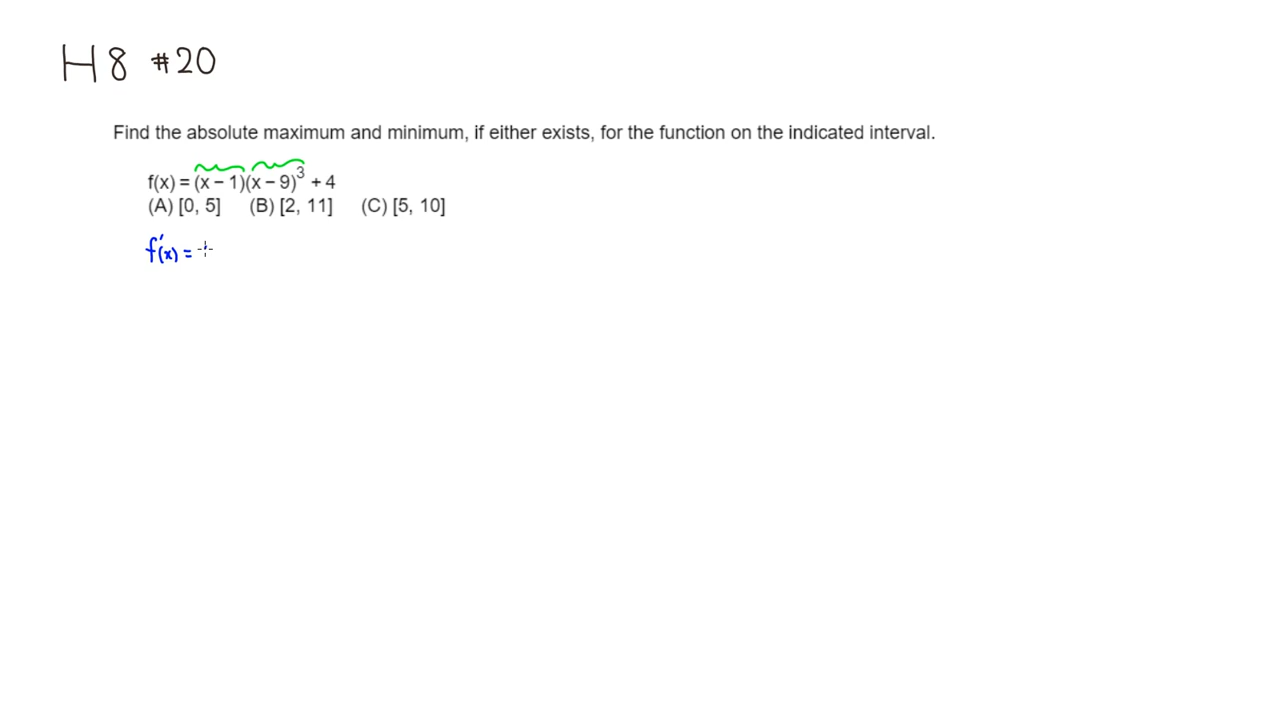 H8 #20
Find the absolute maximum and minimum, if either exists, for the function on the indicated interval.
f(x) = (x − 1)(x − 9)³ + 4
(A) [0, 5] (B) [2, 11] (C) [5, 10]
f'(x) =